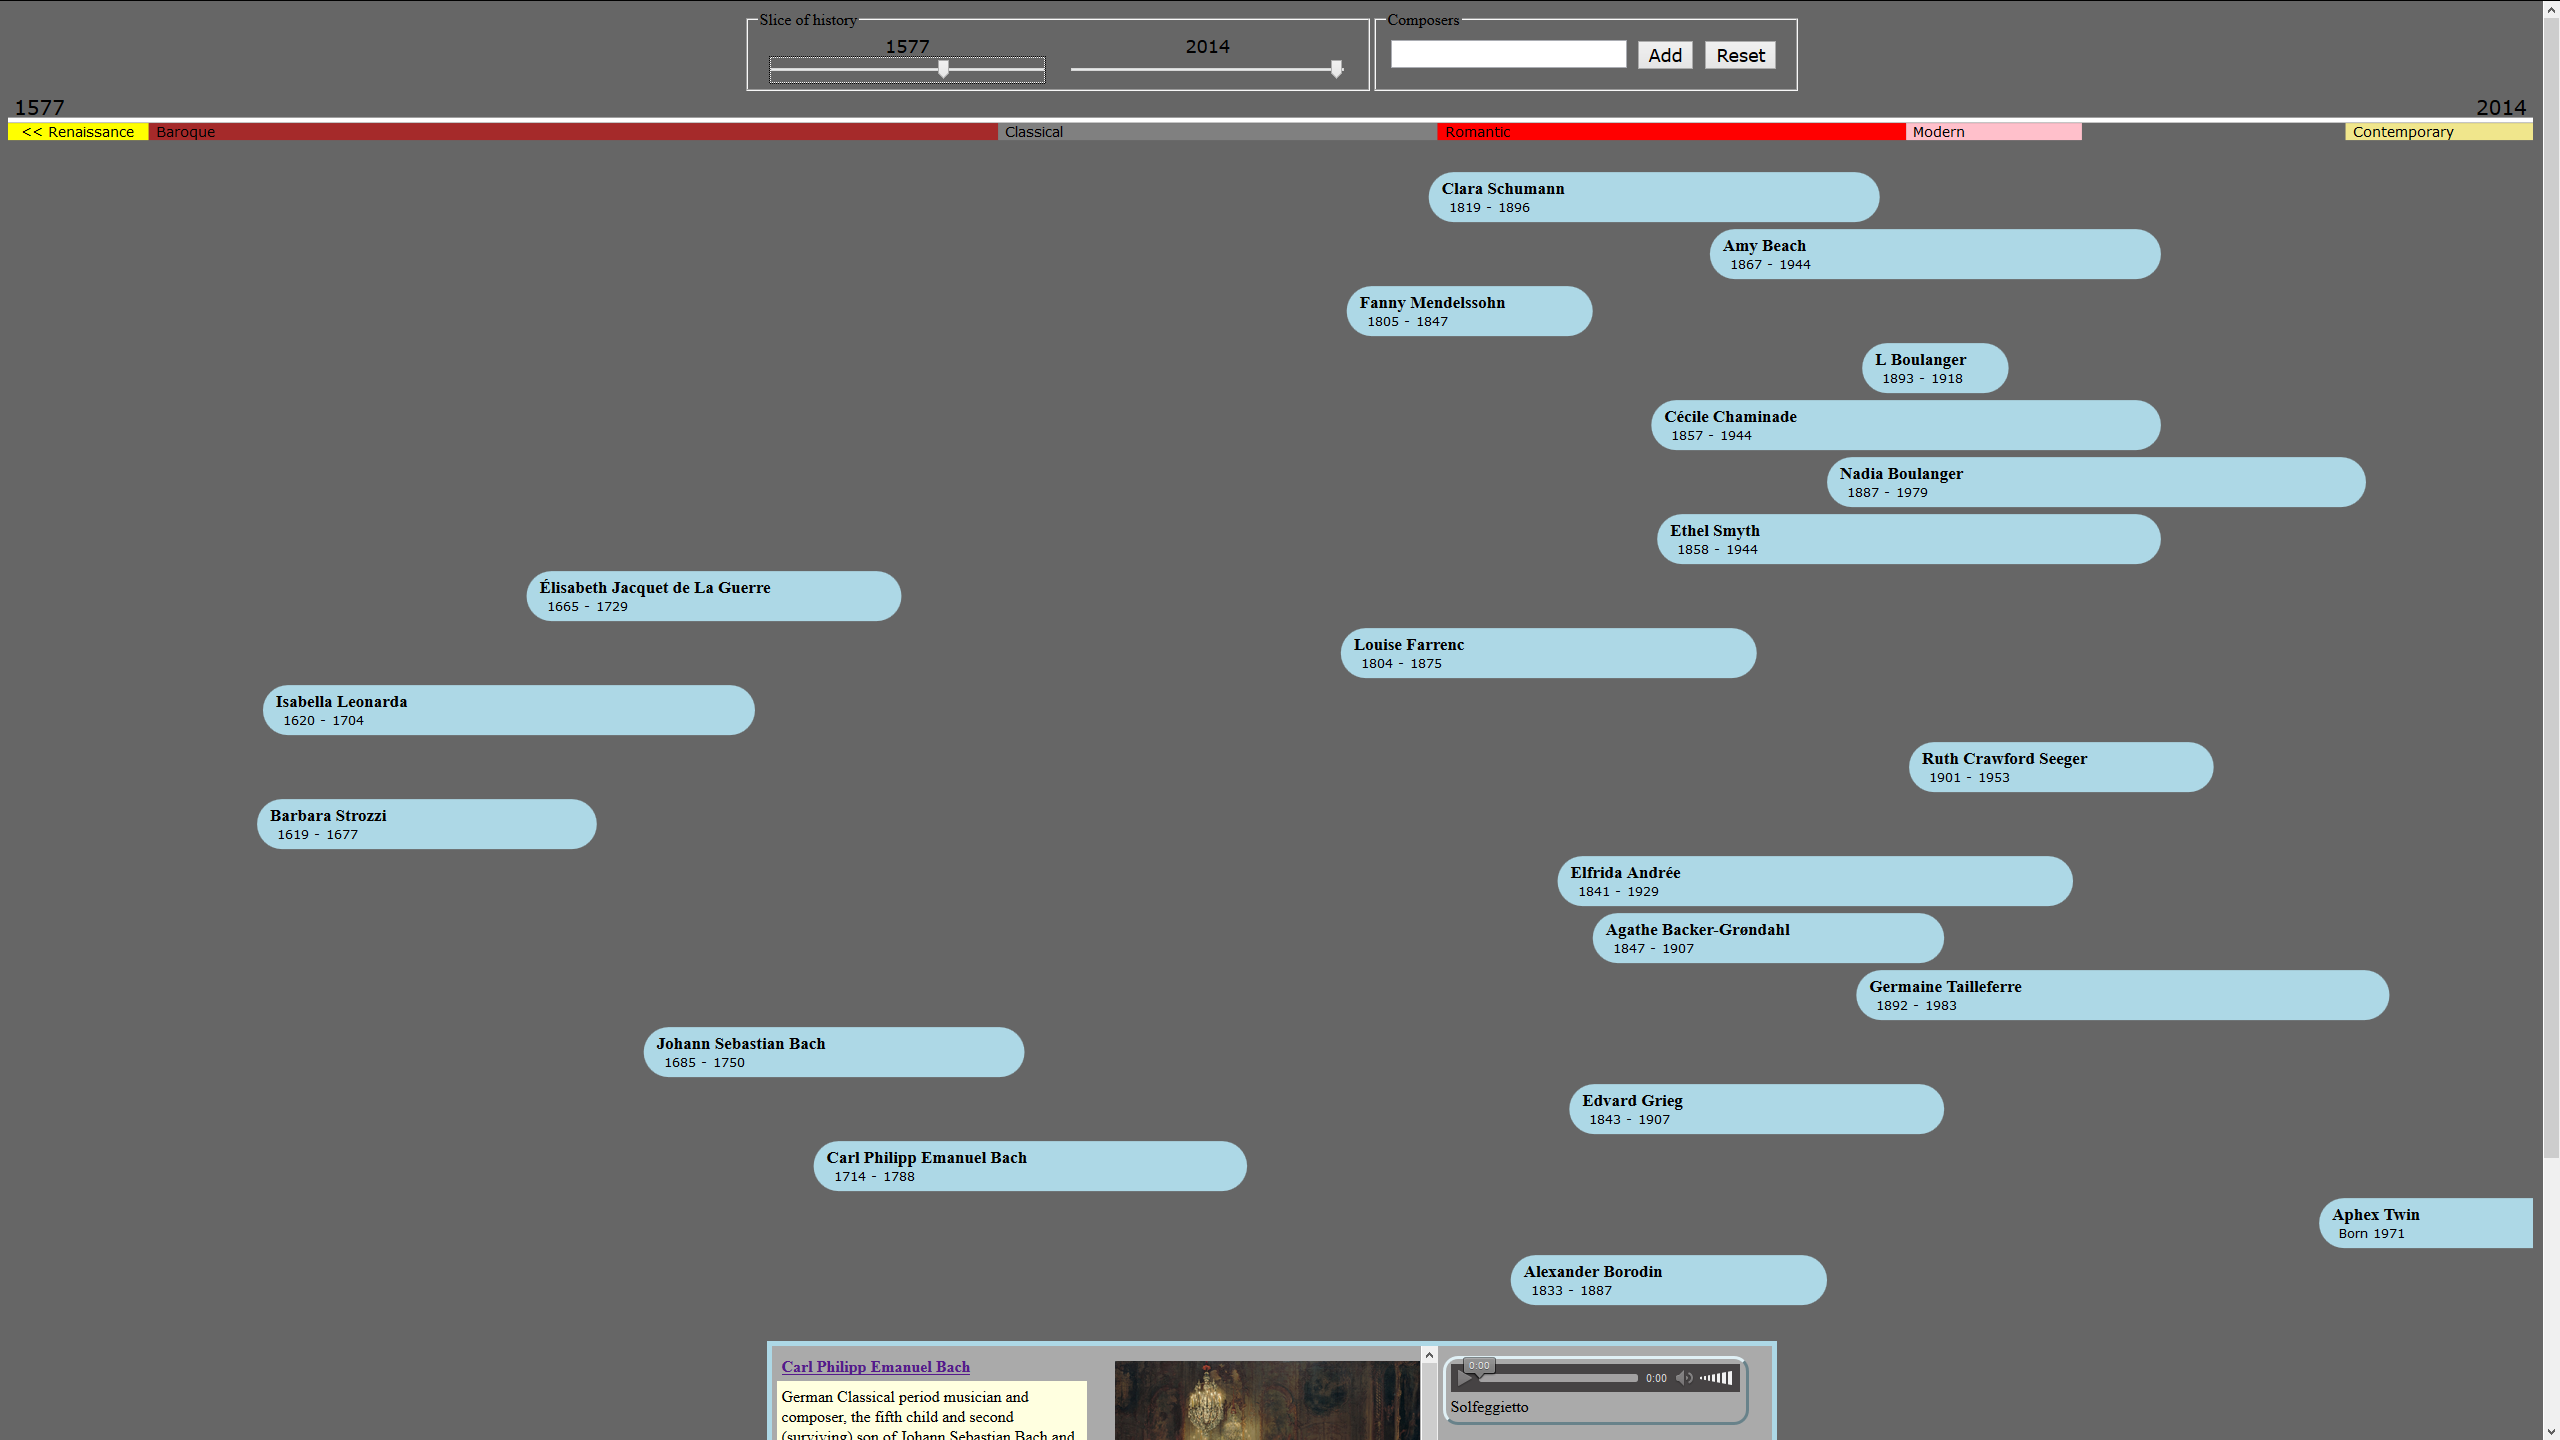 Slice of history
Composers
1577
2014
Add
Reset
1577
2014
<< Renaissance
Baroque
Classical
Romantic
Modern
Contemporary
Clara Schumann
1819 - 1896
Amy Beach
1867 - 1944
Fanny Mendelssohn
1805 - 1847
L Boulanger
1893 - 1918
Cécile Chaminade
1857 - 1944
Nadia Boulanger
1887 - 1979
Ethel Smyth
1858 - 1944
Élisabeth Jacquet de La Guerre
1665 - 1729
Louise Farrenc
1804 - 1875
Isabella Leonarda
1620 - 1704
Ruth Crawford Seeger
1901 - 1953
Barbara Strozzi
1619 - 1677
Elfrida Andrée
1841 - 1929
Agathe Backer-Grøndahl
1847 - 1907
Germaine Tailleferre
1892 - 1983
Johann Sebastian Bach
1685 - 1750
Edvard Grieg
1843 - 1907
Carl Philipp Emanuel Bach
1714 - 1788
Aphex Twin
Born 1971
Alexander Borodin
1833 - 1887
Carl Philipp Emanuel Bach
German Classical period musician and
composer, the fifth child and second
(surviving) son of Johann Sebastian Bach and
0:00
0:00
Solfeggietto